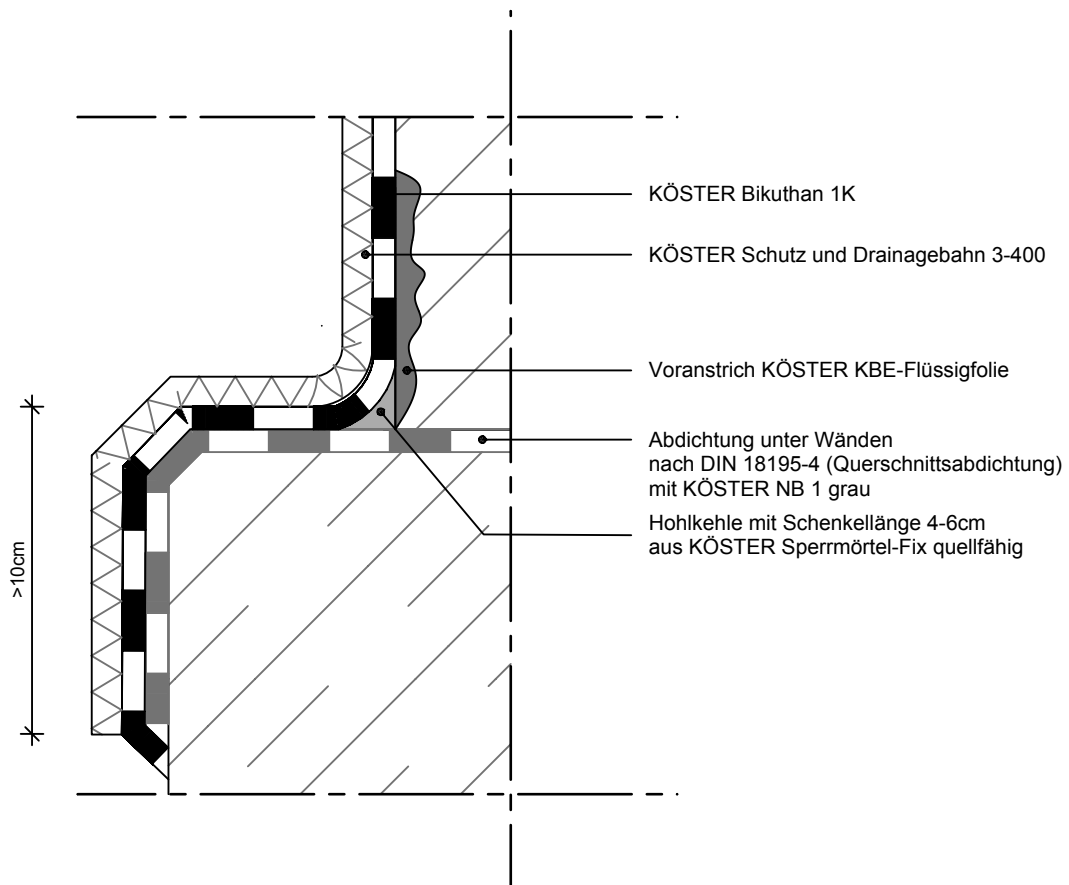 KÖSTER Bikuthan 1K
KÖSTER Schutz und Drainagebahn 3-400
Voranstrich KÖSTER KBE-Flüssigfolie
Abdichtung unter Wänden
nach DIN 18195-4 (Querschnittsabdichtung)
mit KÖSTER NB 1 grau
Hohlkehle mit Schenkellänge 4-6cm
aus KÖSTER Sperrmörtel-Fix quellfähig
>10cm